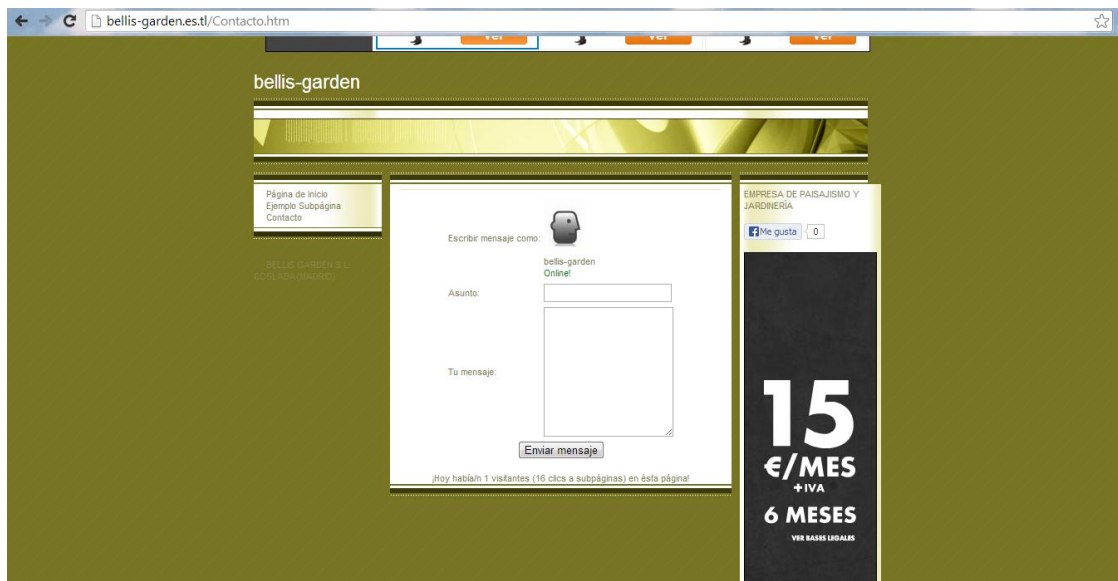 bellis-garden.es.tl/Contacto.htm
Ver Ver Ver
bellis-garden
Página de inicio
Ejemplo Subpágina
Contacto
BELLIS GARDEN S.L.
COSLADA(MADRID)
Escribir mensaje como:
bellis-garden
Online!
Asunto:
Tu mensaje:
Enviar mensaje
¡Hoy había/n 1 visitantes (16 clics a subpáginas) en ésta página!
EMPRESA DE PAISAJISMO Y
JARDINERÍA
Me gusta 0
15
€/MES
+IVA
6 MESES
VER BASES LEGALES